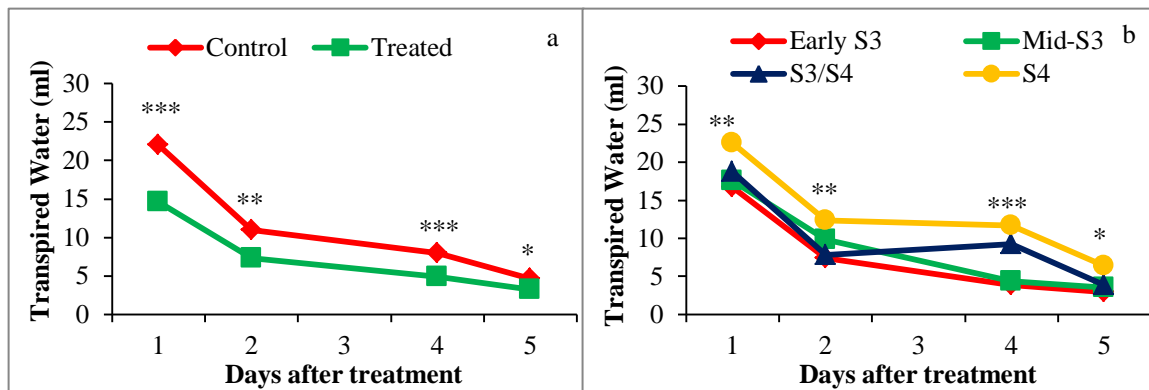 Control Treated a
Transpired Water (ml)
30
25
20
15
10
5
0
***
**
***
*
1 2 3 4 5
Days after treatment
Early S3 Mid-S3 b
S3/S4 S4
Transpired Water (ml)
30
25
20
15
10
5
0
**
**
***
*
1 2 3 4 5
Days after treatment